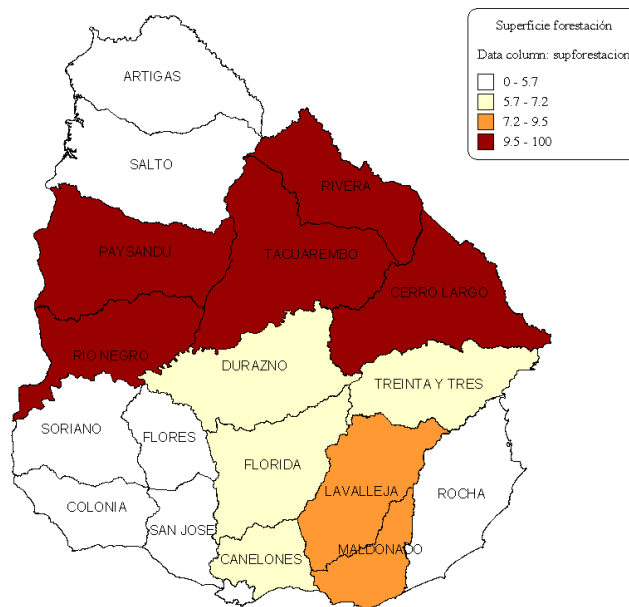 Superfície forestación
Data column: supforestacion
0 - 5.7
5.7 - 7.2
7.2 - 9.5
9.5 - 100
ARTIGAS
SALTO
RIVERA
PAYSANDU
TACUAREMBO
CERRO LARGO
RIO NEGRO
DURAZNO
TREINTA Y TRES
SORIANO
FLORES
FLORIDA
LAVALLEJA
ROCHA
COLONIA
SAN JOSE
CANELONES
MALDONADO